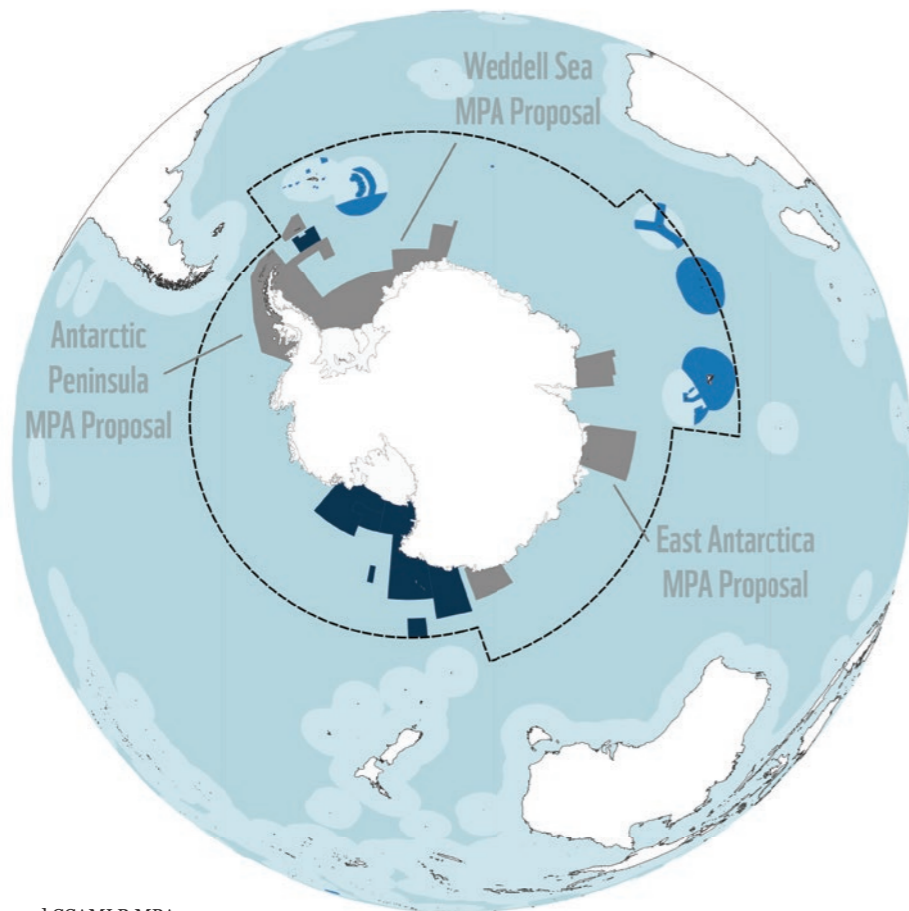 Weddell Sea
MPA Proposal
Antarctic
Peninsula
MPA Proposal
East Antarctica
MPA Proposal